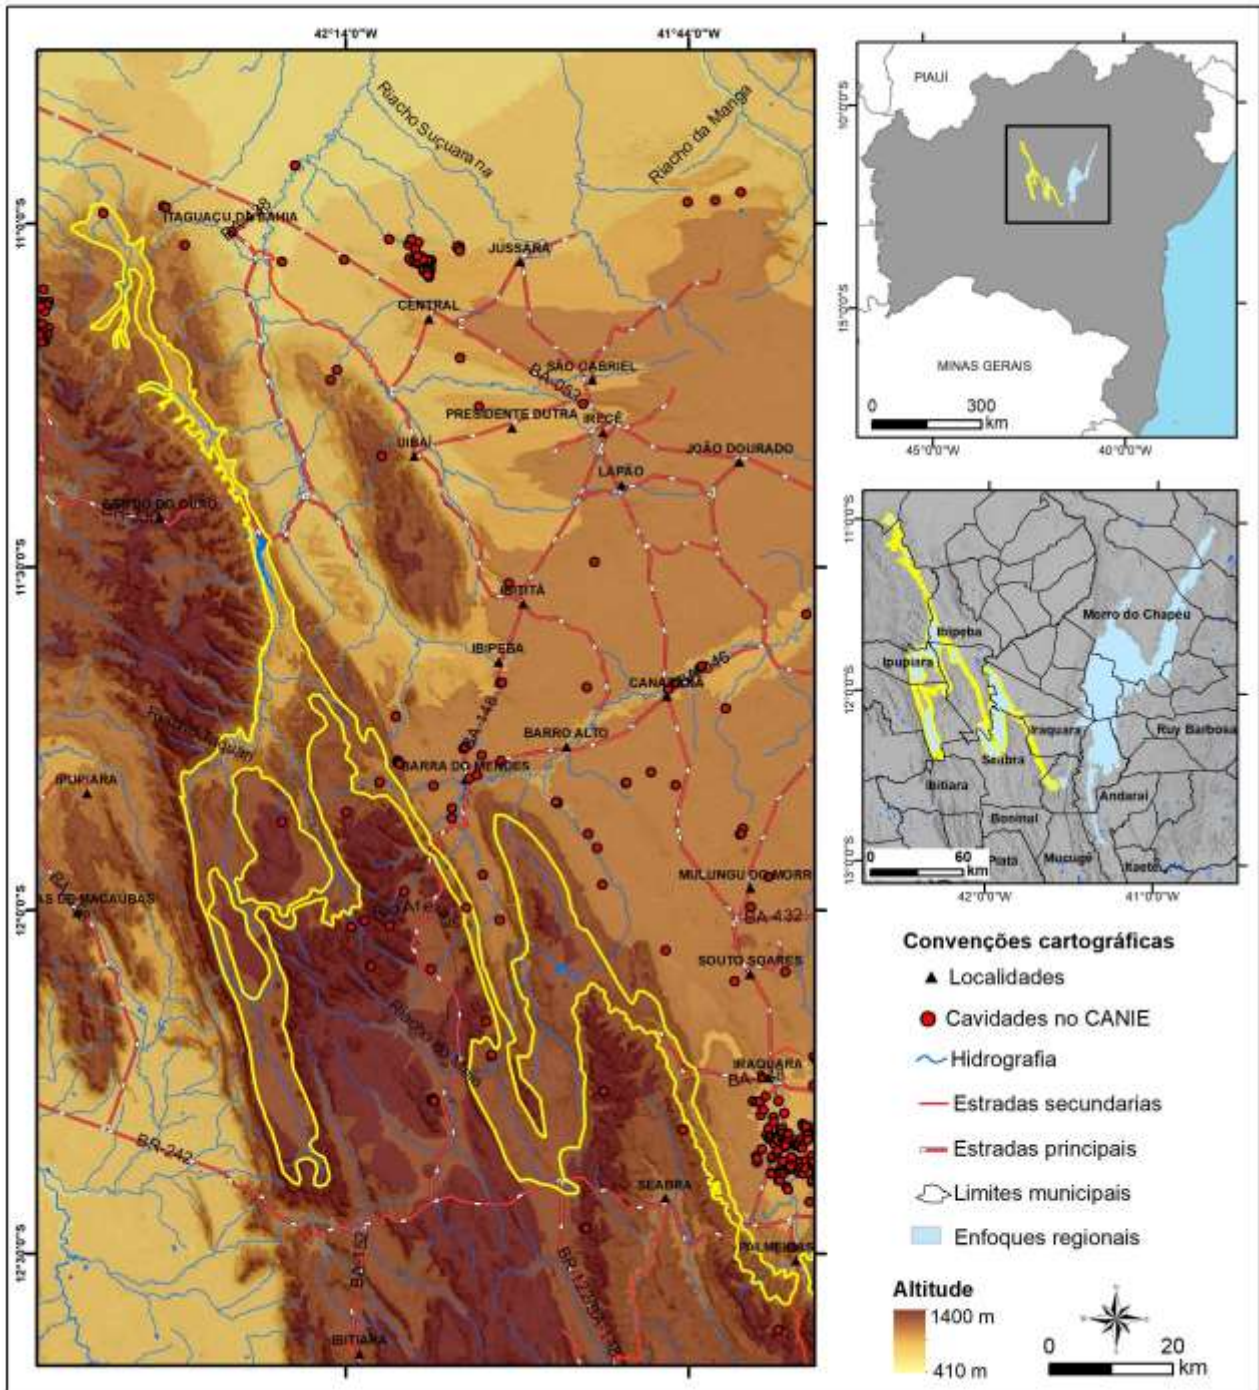 42°14'0"W
41°44'0"W
11°0'0"S
11°30'0"S
12°0'0"S
12°30'0"S
Riacho Suçuarana
Riacho da Manga
ITAGUAÇU DA BAHIA
JUSSARA
CENTRAL
SÃO GABRIEL
BA-052
PRESIDENTE DUTRA
IRECÊ
UIBAÍ
JOÃO DOURADO
LAPÃO
IBITITÁ
IBIPEBA
BA-148
BARRO ALTO
BARRA DO MENDES
IPUPIARA
MULUNGU DO MORR
BA-432
SOUTO SOARES
IRAQUARA
BR-242
SEABRA
PALMEIRAS
BA-152
IBITIARA
PIAUÍ
MINAS GERAIS
10°0'0"S
15°0'0"S
0 300
km
45°0'0"W
40°0'0"W
11°0'0"S
12°0'0"S
13°0'0"S
Morro do Chapéu
Ibipeba
Ipupiara
Iraquara
Ruy Barbosa
Seabra
Ibitiara
Andaraí
Boninal
Piatã
Mucugê
Itaetê
0 60
km
42°0'0"W
41°0'0"W
Convenções cartográficas
Localidades
Cavidades no CANIE
Hidrografia
Estradas secundarias
Estradas principais
Limites municipais
Enfoques regionais
Altitude
1400 m
410 m
0 20
km